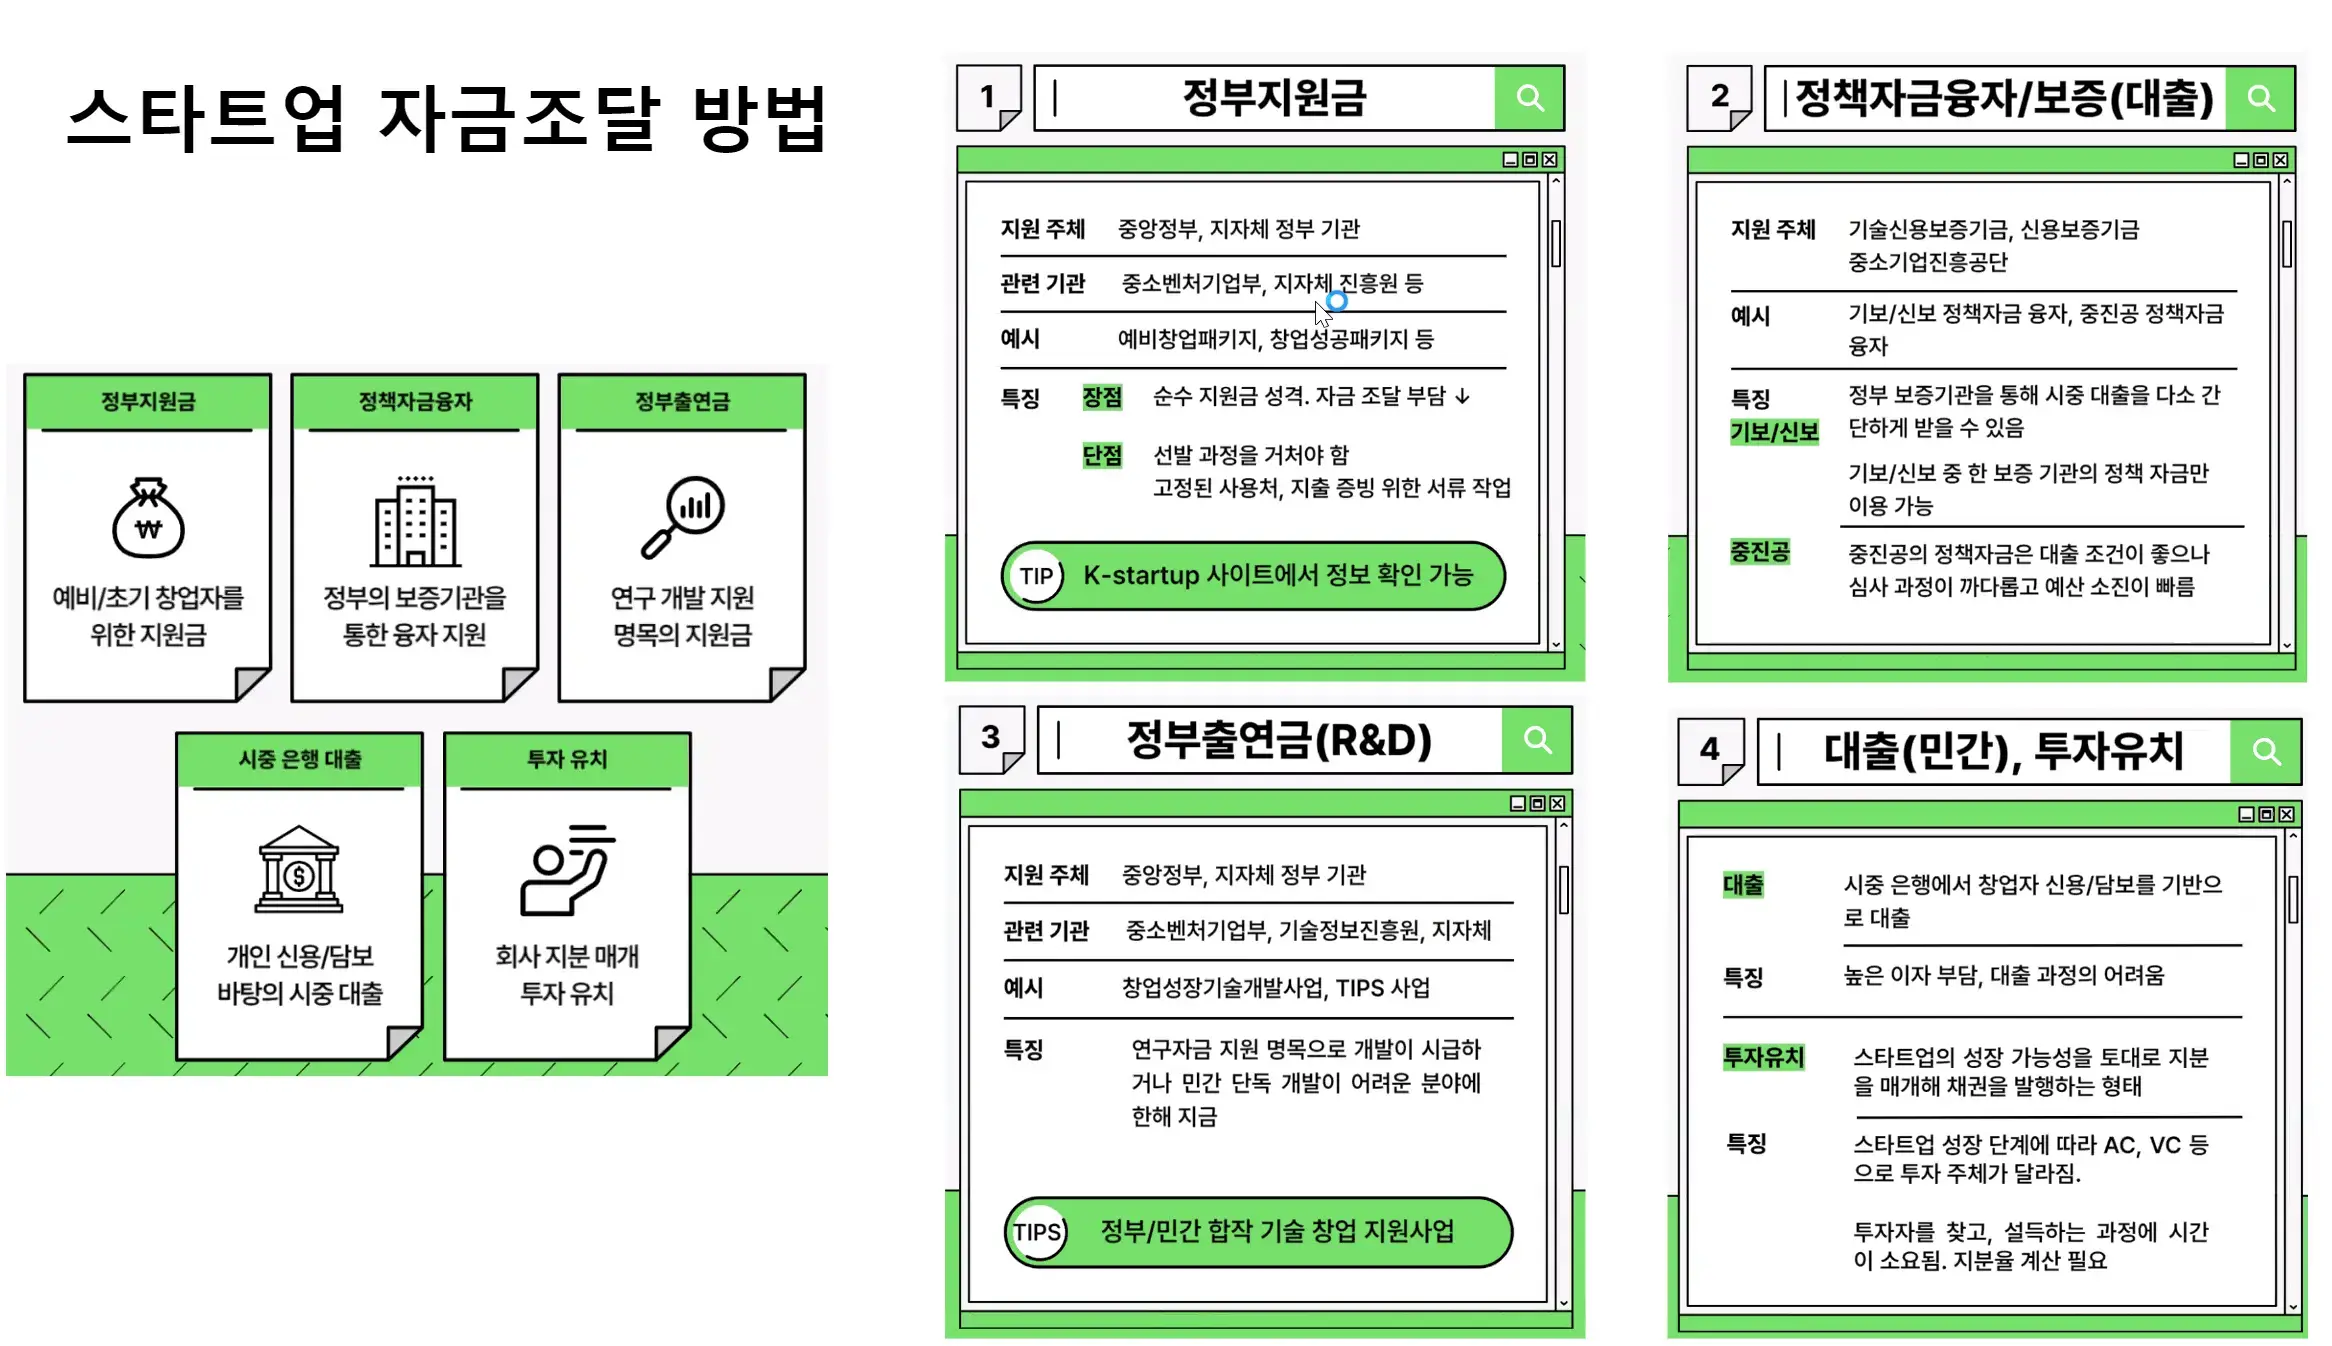 스타트업 자금조달 방법
정부지원금
예비/초기 창업자를
위한 지원금
정책자금융자
정부의 보증기관을
통한 융자 지원
정부출연금
연구 개발 지원
명목의 지원금
시중 은행 대출
개인 신용/담보
바탕의 시중 대출
투자 유치
회사 지분 매개
투자 유치
1 정부지원금
지원 주체 중앙정부, 지자체 정부 기관
관련 기관 중소벤처기업부, 지자체 진흥원 등
예시 예비창업패키지, 창업성공패키지 등
특징 장점 순수 지원금 성격. 자금 조달 부담 ↓
단점 선발 과정을 거처야 함
고정된 사용처, 지출 증빙 위한 서류 작업
TIP K-startup 사이트에서 정보 확인 가능
2 정책자금융자/보증(대출)
지원 주체 기술신용보증기금, 신용보증기금
중소기업진흥공단
예시 기보/신보 정책자금 융자, 중진공 정책자금
융자
특징 정부 보증기관을 통해 시중 대출을 다소 간
기보/신보 단하게 받을 수 있음
기보/신보 중 한 보증 기관의 정책 자금만
이용 가능
중진공 중진공의 정책자금은 대출 조건이 좋으나
심사 과정이 까다롭고 예산 소진이 빠름
3 정부출연금(R&D)
지원 주체 중앙정부, 지자체 정부 기관
관련 기관 중소벤처기업부, 기술정보진흥원, 지자체
예시 창업성장기술개발사업, TIPS 사업
특징 연구자금 지원 명목으로 개발이 시급하
거나 민간 단독 개발이 어려운 분야에
한해 지금
TIPS 정부/민간 합작 기술 창업 지원사업
4 대출(민간), 투자유치
대출 시중 은행에서 창업자 신용/담보를 기반으
로 대출
특징 높은 이자 부담, 대출 과정의 어려움
투자유치 스타트업의 성장 가능성을 토대로 지분
을 매개해 채권을 발행하는 형태
특징 스타트업 성장 단계에 따라 AC, VC 등
으로 투자 주체가 달라짐.
투자자를 찾고, 설득하는 과정에 시간
이 소요됨. 지분율 계산 필요